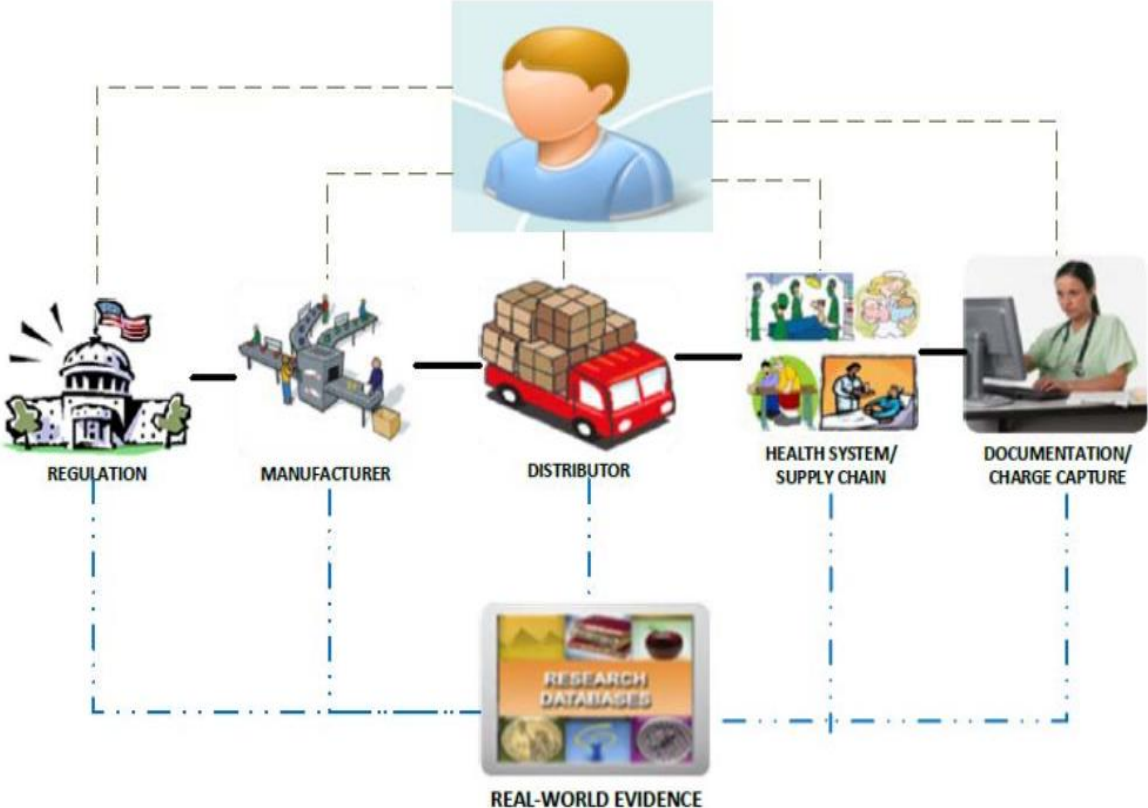 REGULATION
MANUFACTURER
DISTRIBUTOR
HEALTH SYSTEM/
SUPPLY CHAIN
DOCUMENTATION/
CHARGE CAPTURE
RESEARCH
DATABASES
REAL-WORLD EVIDENCE